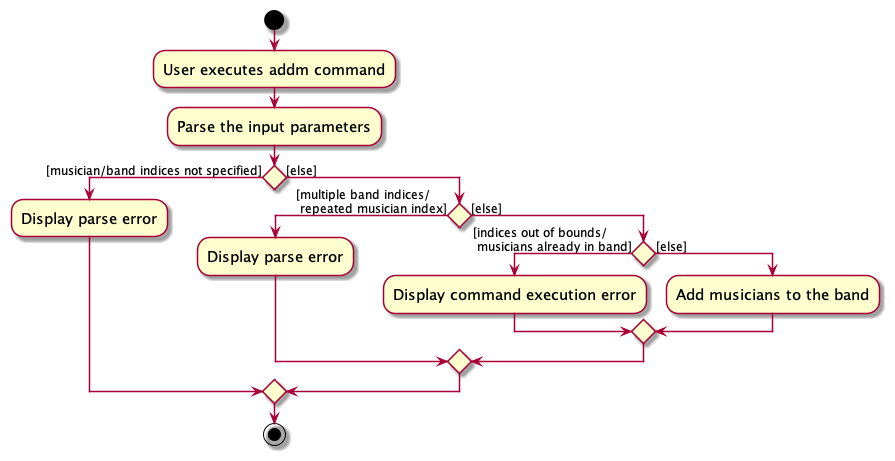 User executes addm command
Parse the input parameters
[musician/band indices not specified]
[else]
Display parse error
[multiple band indices/
repeated musician index]
[else]
Display parse error
[indices out of bounds/
musicians already in band]
[else]
Display command execution error
Add musicians to the band